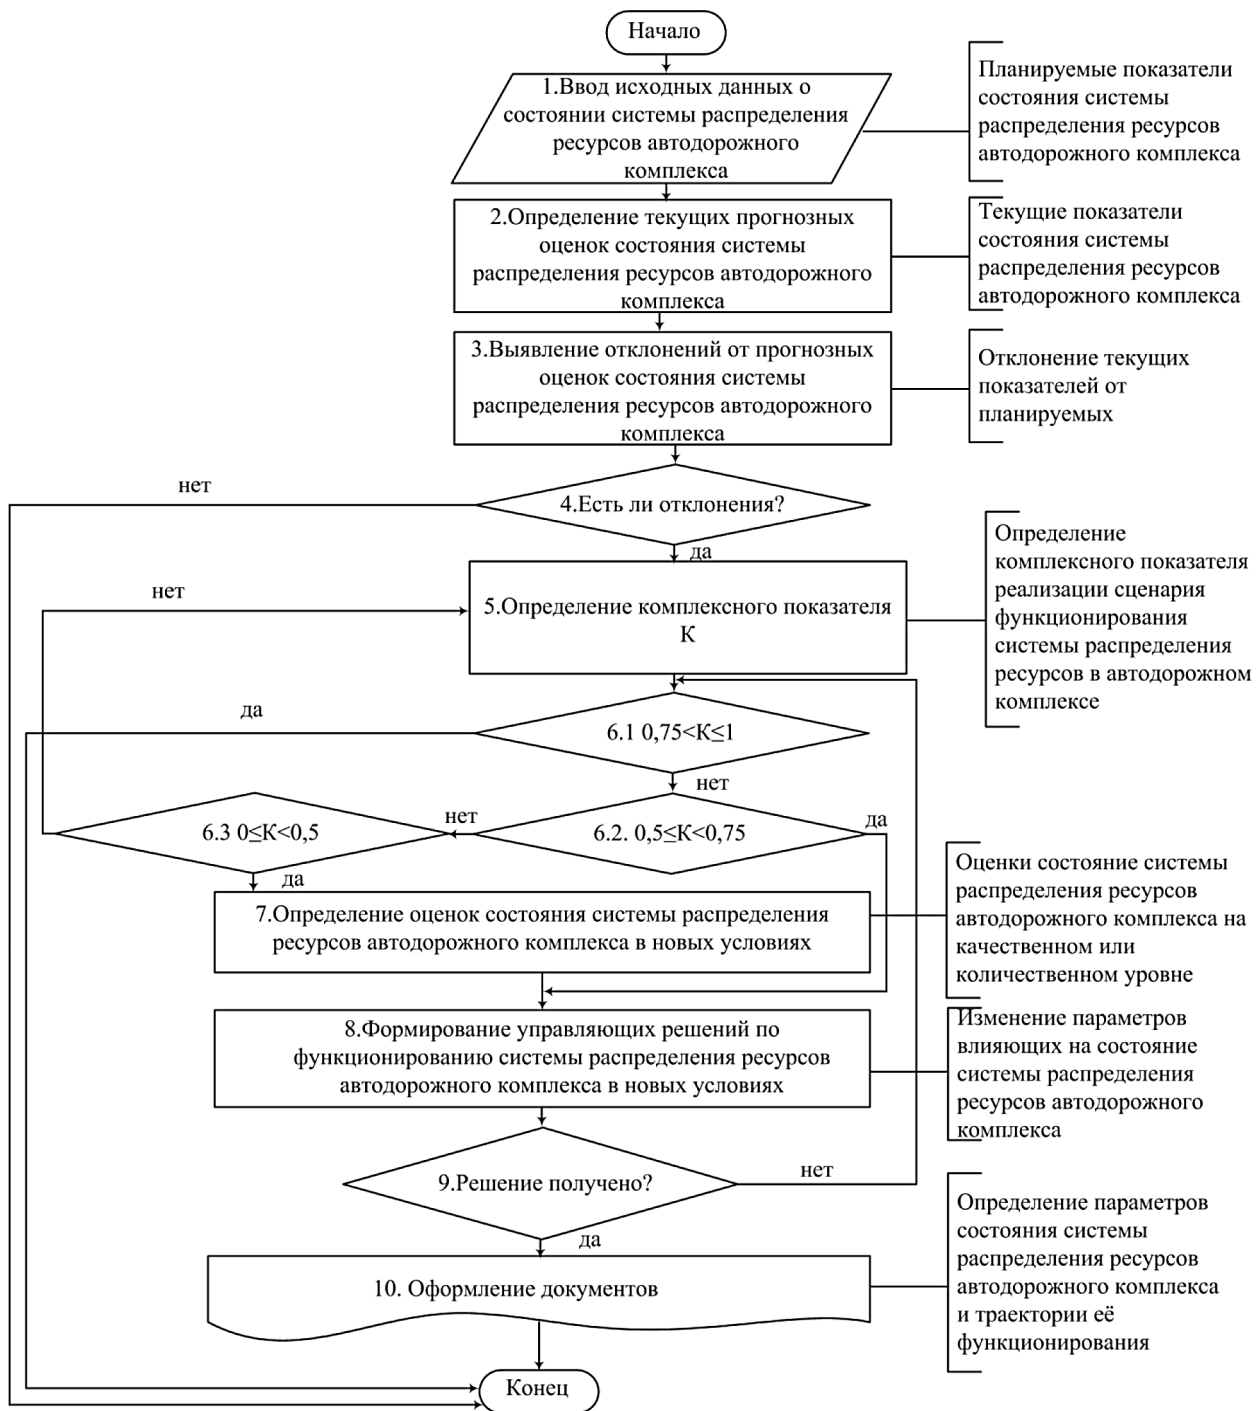 Начало
1.Ввод исходных данных о
состоянии системы распределения
ресурсов автодорожного
комплекса
Планируемые показатели
состояния системы
распределения ресурсов
автодорожного комплекса
2.Определение текущих прогнозных
оценок состояния системы
распределения ресурсов автодорожного
комплекса
Текущие показатели
состояния системы
распределения ресурсов
автодорожного комплекса
3.Выявление отклонений от прогнозных
оценок состояния системы
распределения ресурсов автодорожного
комплекса
Отклонение текущих
показателей от
планируемых
нет
4.Есть ли отклонения?
да
нет
5.Определение комплексного показателя
К
Определение
комплексного показателя
реализации сценария
функционирования
системы распределения
ресурсов в автодорожном
комплексе
да
6.1 0,75<К≤1
нет
6.3 0≤К<0,5
нет
6.2. 0,5≤К<0,75
да
да
7.Определение оценок состояния системы распределения
ресурсов автодорожного комплекса в новых условиях
Оценки состояние системы
распределения ресурсов
автодорожного комплекса на
качественном или
количественном уровне
8.Формирование управляющих решений по
функционированию системы распределения ресурсов
автодорожного комплекса в новых условиях
Изменение параметров
влияющих на состояние
системы распределения
ресурсов автодорожного
комплекса
9.Решение получено?
нет
да
10. Оформление документов
Определение параметров
состояния системы
распределения ресурсов
автодорожного комплекса
и траектории её
функционирования
Конец